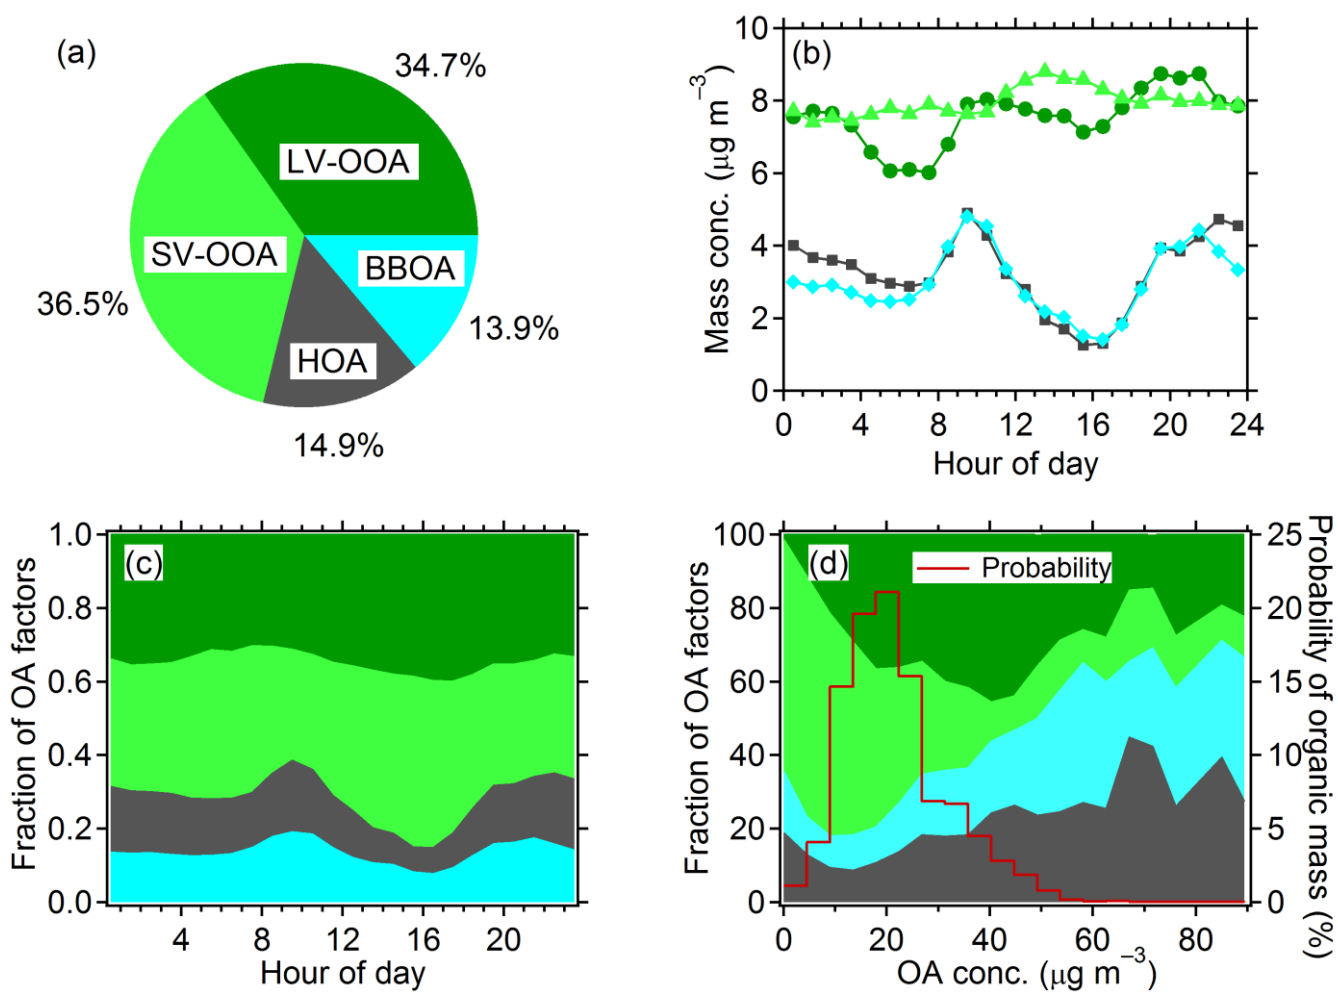 (a)
34.7%
LV-OOA
SV-OOA
BBOA
36.5%
13.9%
HOA
14.9%
(b)
10
8
6
4
2
0
Mass conc. (μg m⁻³)
0 4 8 12 16 20 24
Hour of day
(c)
1.0
0.8
0.6
0.4
0.2
0.0
Fraction of OA factors
4 8 12 16 20
Hour of day
(d)
Probability
100
80
60
40
20
0
Fraction of OA factors
25
20
15
10
5
0
Probability of organic mass (%)
0 20 40 60 80
OA conc. (μg m⁻³)